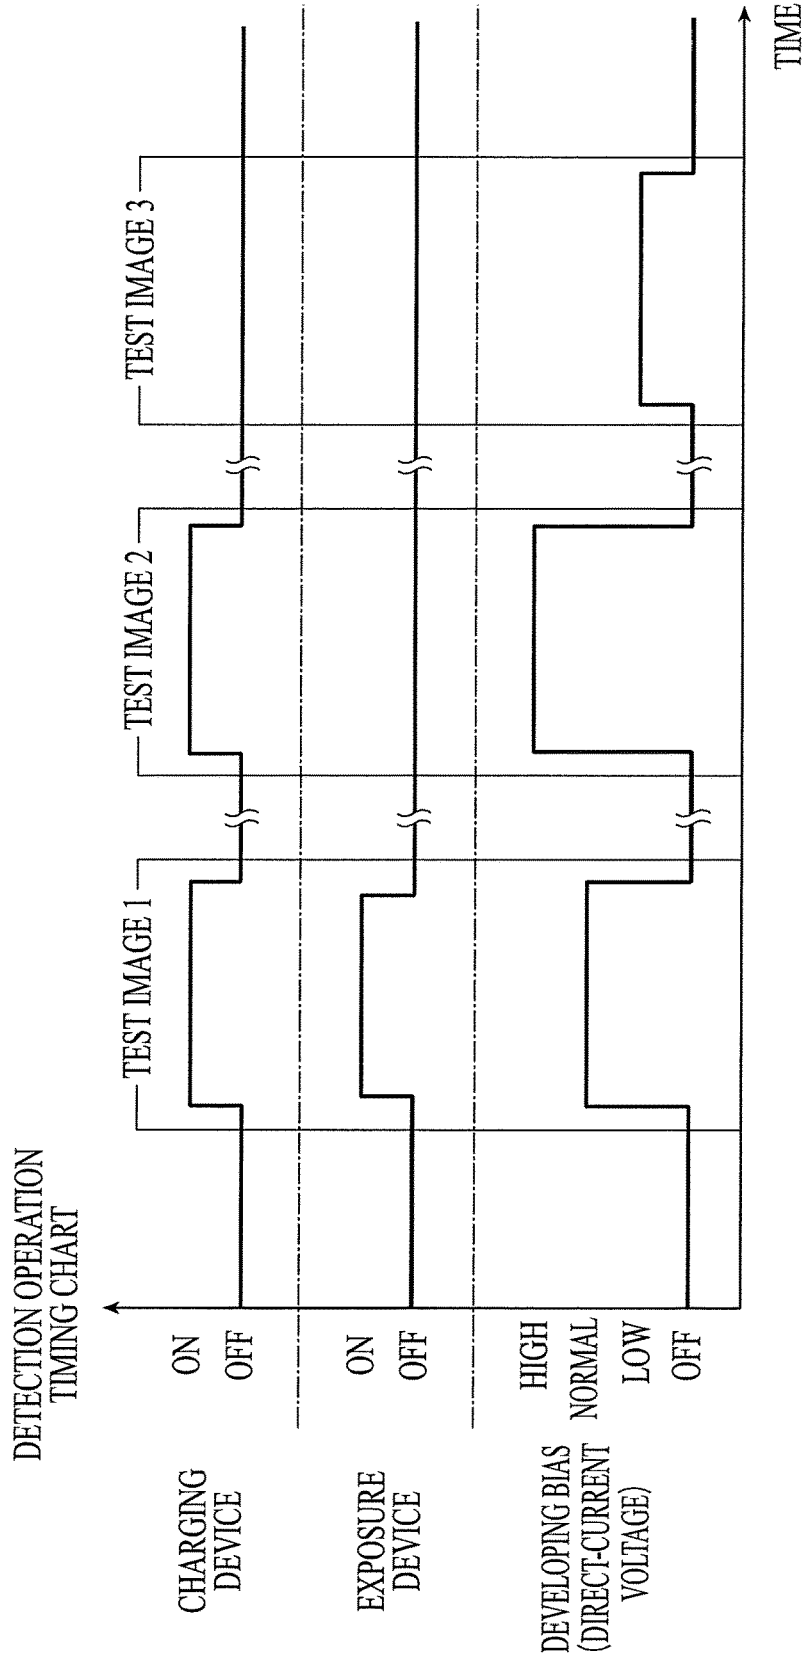 DETECTION OPERATION
TIMING CHART
TEST IMAGE 1
TEST IMAGE 2
TEST IMAGE 3
CHARGING
DEVICE
ON
OFF
EXPOSURE
DEVICE
ON
OFF
DEVELOPING BIAS
(DIRECT-CURRENT
VOLTAGE)
HIGH
NORMAL
LOW
OFF
TIME